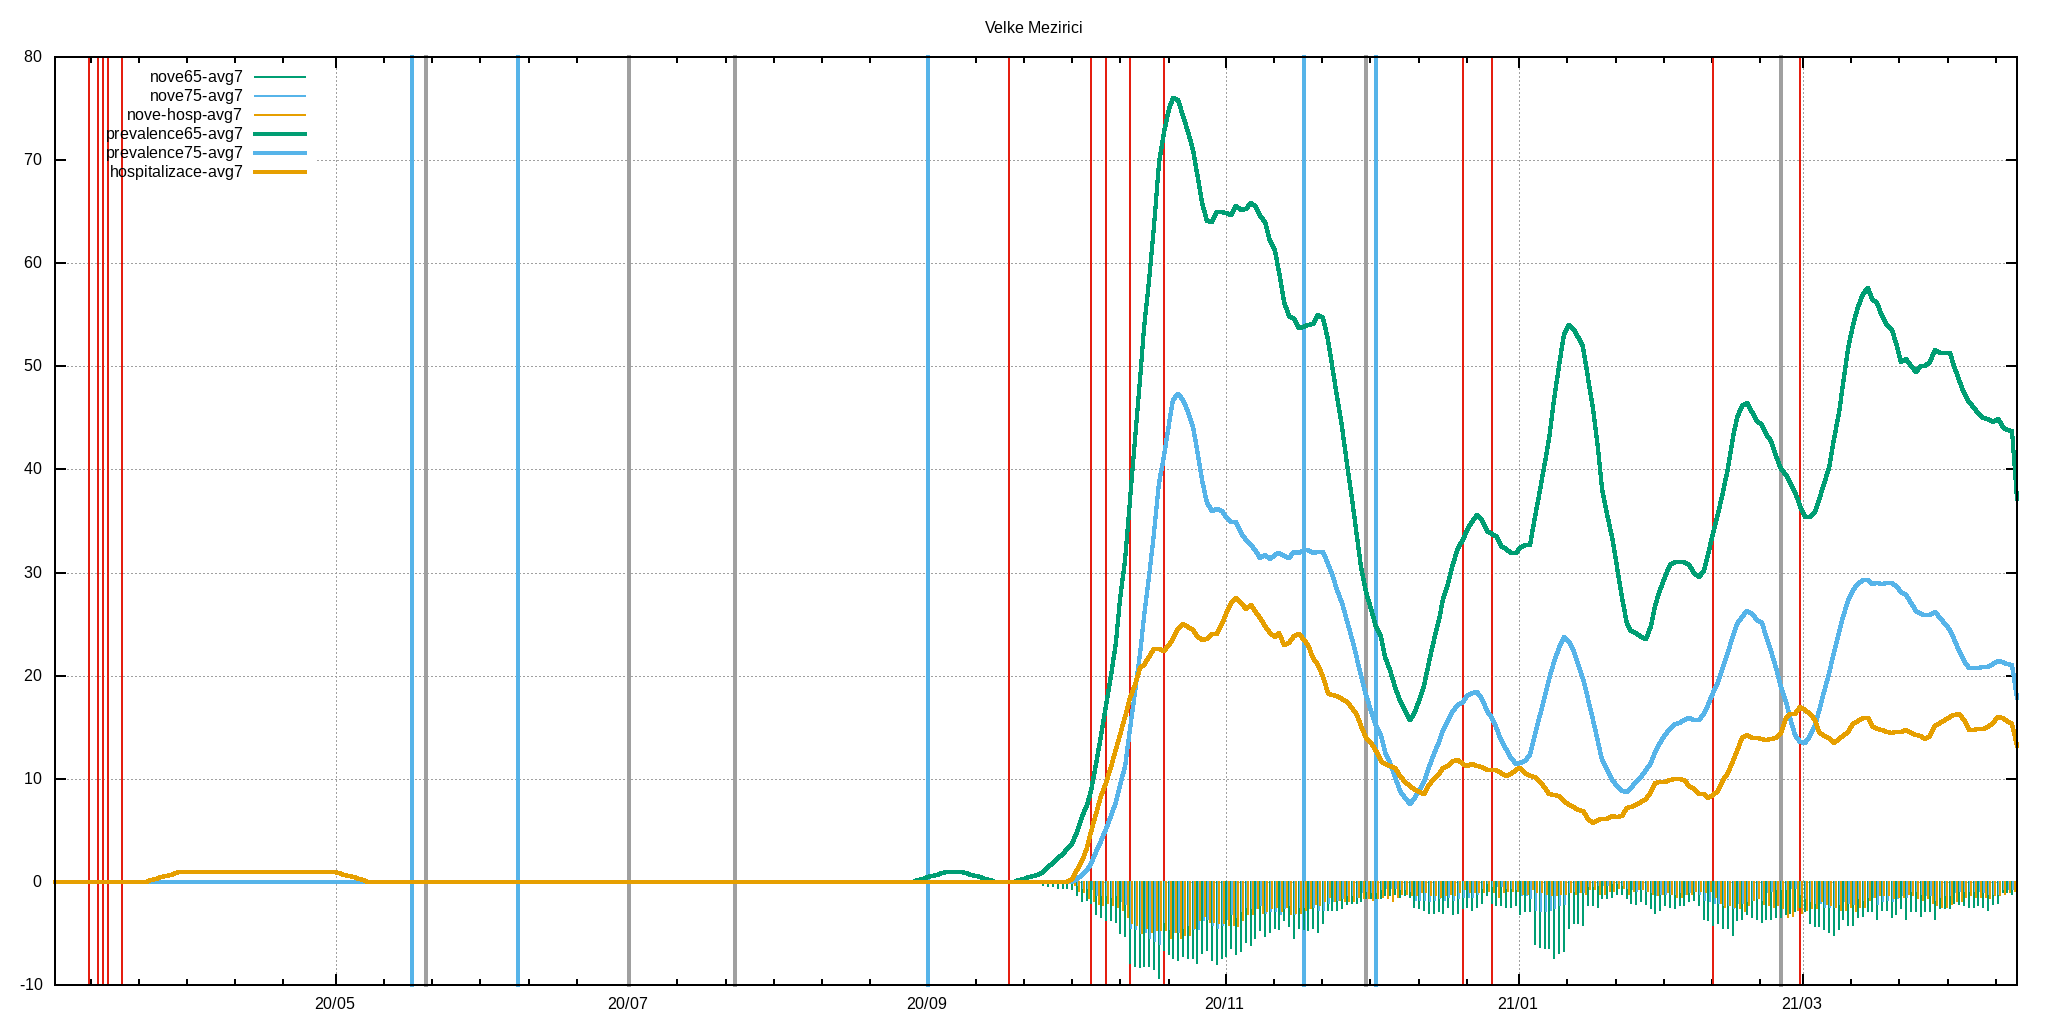 Velke Mezirici
80
70
60
50
40
30
20
10
0
-10
nove65-avg7
nove75-avg7
nove-hosp-avg7
prevalence65-avg7
prevalence75-avg7
hospitalizace-avg7
20/05 20/07 20/09 20/11 21/01 21/03